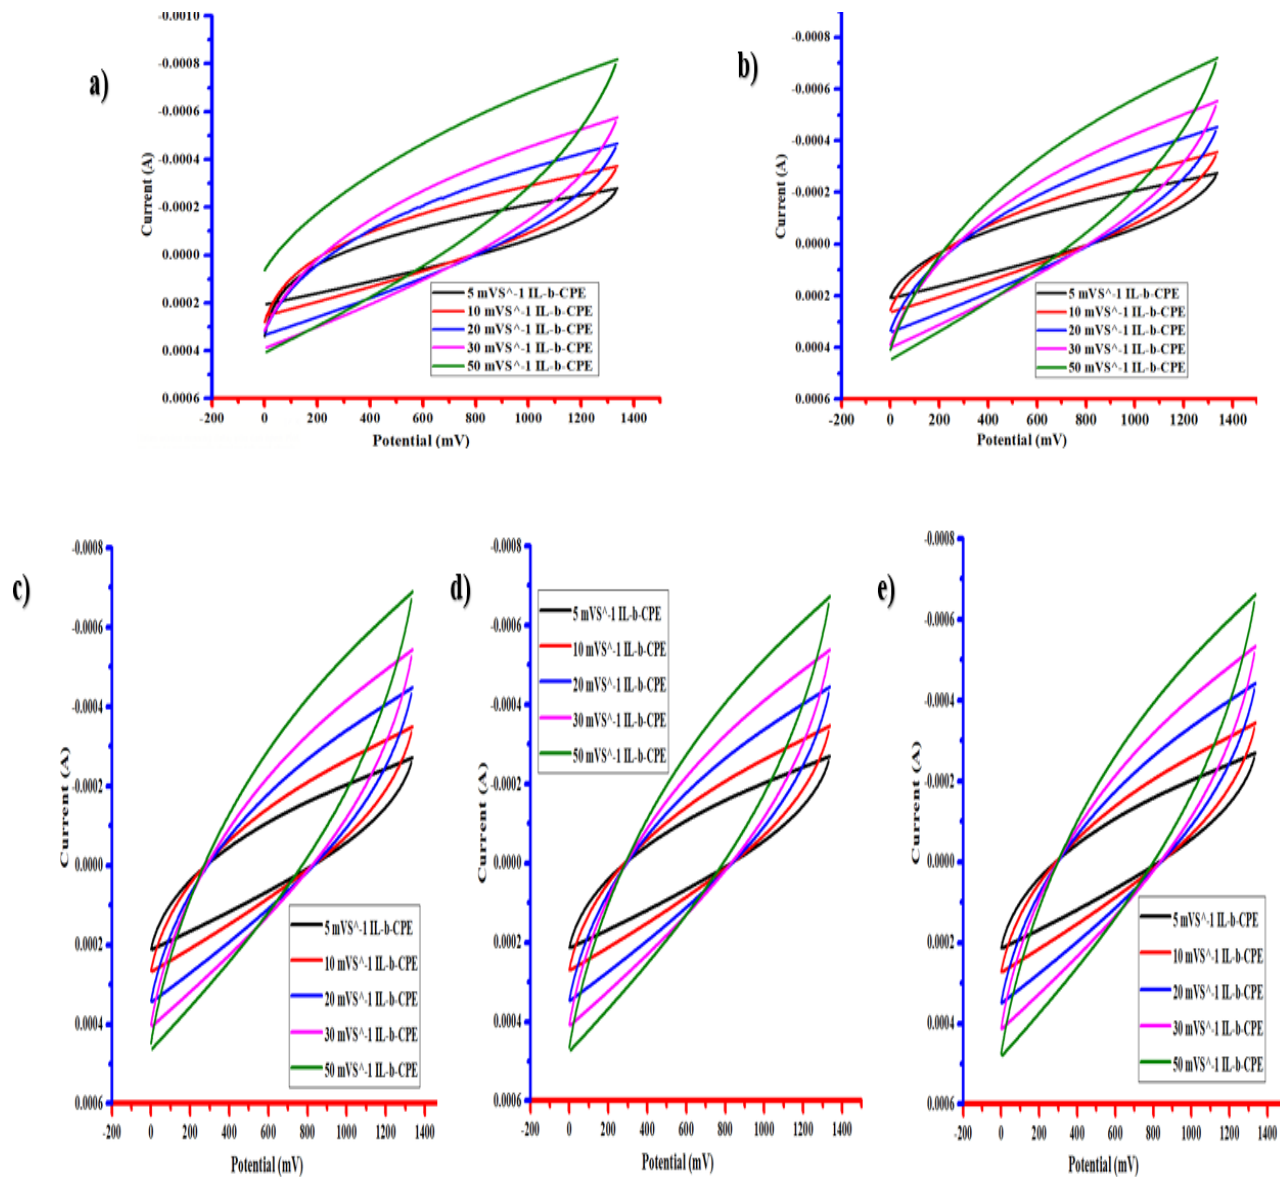 a)
-0.0010
-0.0008
-0.0006
-0.0004
-0.0002
0.0000
0.0002
0.0004
0.0006
Current (A)
-200 0 200 400 600 800 1000 1200 1400
Potential (mV)
5 mVS^-1 IL-b-CPE
10 mVS^-1 IL-b-CPE
20 mVS^-1 IL-b-CPE
30 mVS^-1 IL-b-CPE
50 mVS^-1 IL-b-CPE
b)
-0.0008
-0.0006
-0.0004
-0.0002
0.0000
0.0002
0.0004
0.0006
Current (A)
-200 0 200 400 600 800 1000 1200 1400
Potential (mV)
5 mVS^-1 IL-b-CPE
10 mVS^-1 IL-b-CPE
20 mVS^-1 IL-b-CPE
30 mVS^-1 IL-b-CPE
50 mVS^-1 IL-b-CPE
c)
-0.0008
-0.0006
-0.0004
-0.0002
0.0000
0.0002
0.0004
0.0006
Current (A)
-200 0 200 400 600 800 1000 1200 1400
Potential (mV)
5 mVS^-1 IL-b-CPE
10 mVS^-1 IL-b-CPE
20 mVS^-1 IL-b-CPE
30 mVS^-1 IL-b-CPE
50 mVS^-1 IL-b-CPE
d)
-0.0008
-0.0006
-0.0004
-0.0002
0.0000
0.0002
0.0004
0.0006
Current (A)
-200 0 200 400 600 800 1000 1200 1400
Potential (mV)
5 mVS^-1 IL-b-CPE
10 mVS^-1 IL-b-CPE
20 mVS^-1 IL-b-CPE
30 mVS^-1 IL-b-CPE
50 mVS^-1 IL-b-CPE
e)
-0.0008
-0.0006
-0.0004
-0.0002
0.0000
0.0002
0.0004
0.0006
Current (A)
-200 0 200 400 600 800 1000 1200 1400
Potential (mV)
5 mVS^-1 IL-b-CPE
10 mVS^-1 IL-b-CPE
20 mVS^-1 IL-b-CPE
30 mVS^-1 IL-b-CPE
50 mVS^-1 IL-b-CPE